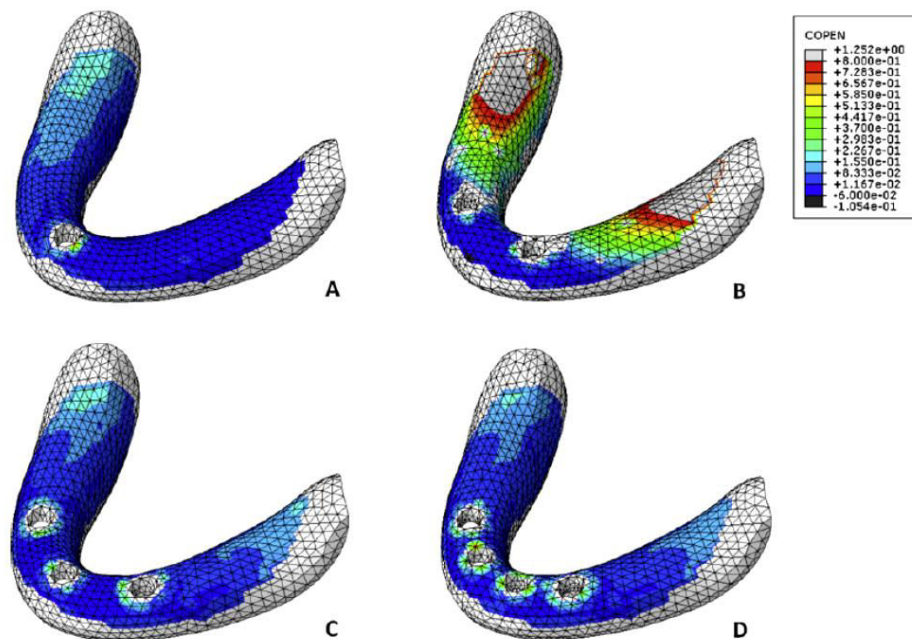 COPEN
+1.252e+00
+8.000e-01
+7.283e-01
+6.567e-01
+5.850e-01
+5.133e-01
+4.417e-01
+3.700e-01
+2.983e-01
+2.267e-01
+1.550e-01
+8.333e-02
+1.167e-02
-6.000e-02
-1.054e-01
A
B
C
D